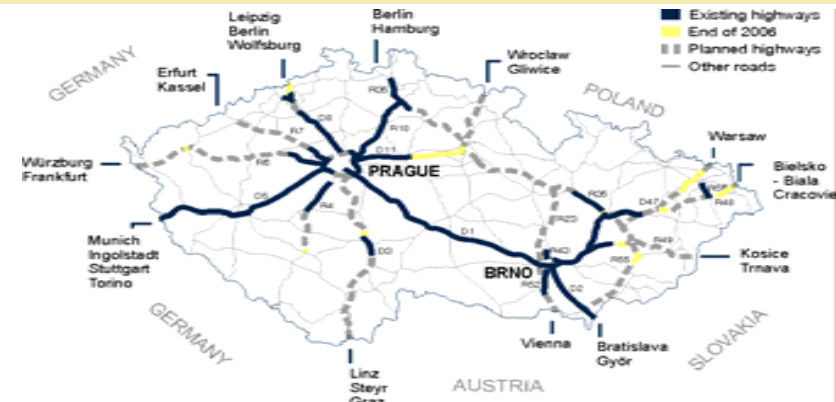 Leipzig
Berlin
Wolfsburg
Berlin
Hamburg
Existing highways
End of 2006
Planned highways
Other roads
GERMANY
Erfurt
Kassel
Wroclaw
Gliwice
POLAND
R35
D8
R10
R7
D11
R6
PRAGUE
Warsaw
Würzburg
Frankfurt
Bielsko
- Biala
Cracovie
D5
R4
R35
D47
R48
R43
D1
R49
D3
R55
Munich
Ingolstadt
Stuttgart
Torino
BRNO
R52
D2
Kosice
Trnava
GERMANY
Vienna
Bratislava
Györ
SLOVAKIA
Linz
Steyr
Graz
AUSTRIA